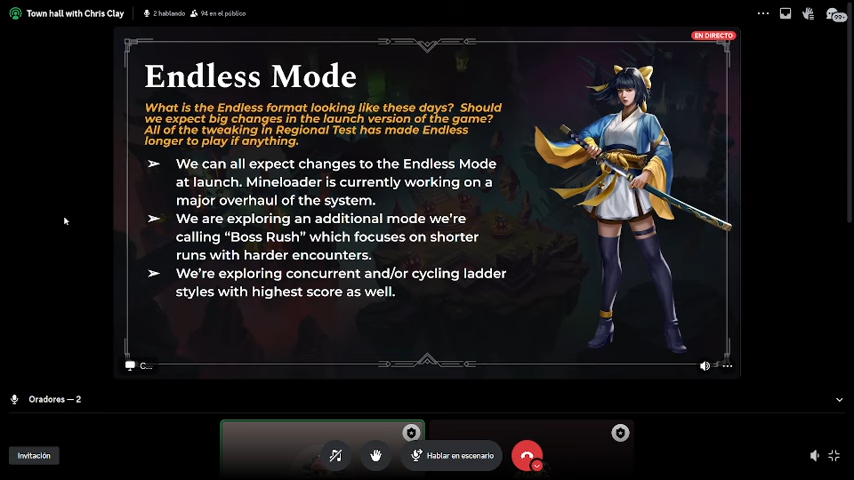 Town hall with Chris Clay
2 hablando
94 en el público
99+
EN DIRECTO
Endless Mode
What is the Endless format looking like these days? Should
we expect big changes in the launch version of the game?
All of the tweaking in Regional Test has made Endless
longer to play if anything.
➢ We can all expect changes to the Endless Mode
at launch. Mineloader is currently working on a
major overhaul of the system.
➢ We are exploring an additional mode we're
calling “Boss Rush” which focuses on shorter
runs with harder encounters.
➢ We're exploring concurrent and/or cycling ladder
styles with highest score as well.
C...
Oradores — 2
Invitación
Hablar en escenario